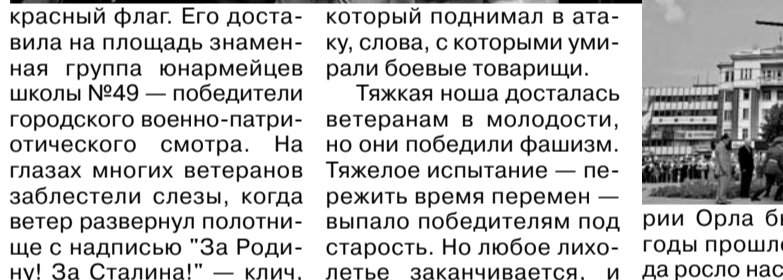 красный флаг. Его доста-
вила на площадь знамен-
ная группа юнармейцев
школы №49 — победители
городского военно-патри-
отического смотра. На
глазах многих ветеранов
заблестели слезы, когда
ветер развернул полотни-
ще с надписью "За Роди-
ну! За Сталина!" — клич,
который поднимал в ата-
ку, слова, с которыми уми-
рали боевые товарищи.
Тяжкая ноша досталась
ветеранам в молодости,
но они победили фашизм.
Тяжелое испытание — пе-
режить время перемен —
выпало победителям под
старость. Но любое лихо-
летье заканчивается, и
рии Орла
годы
да росло